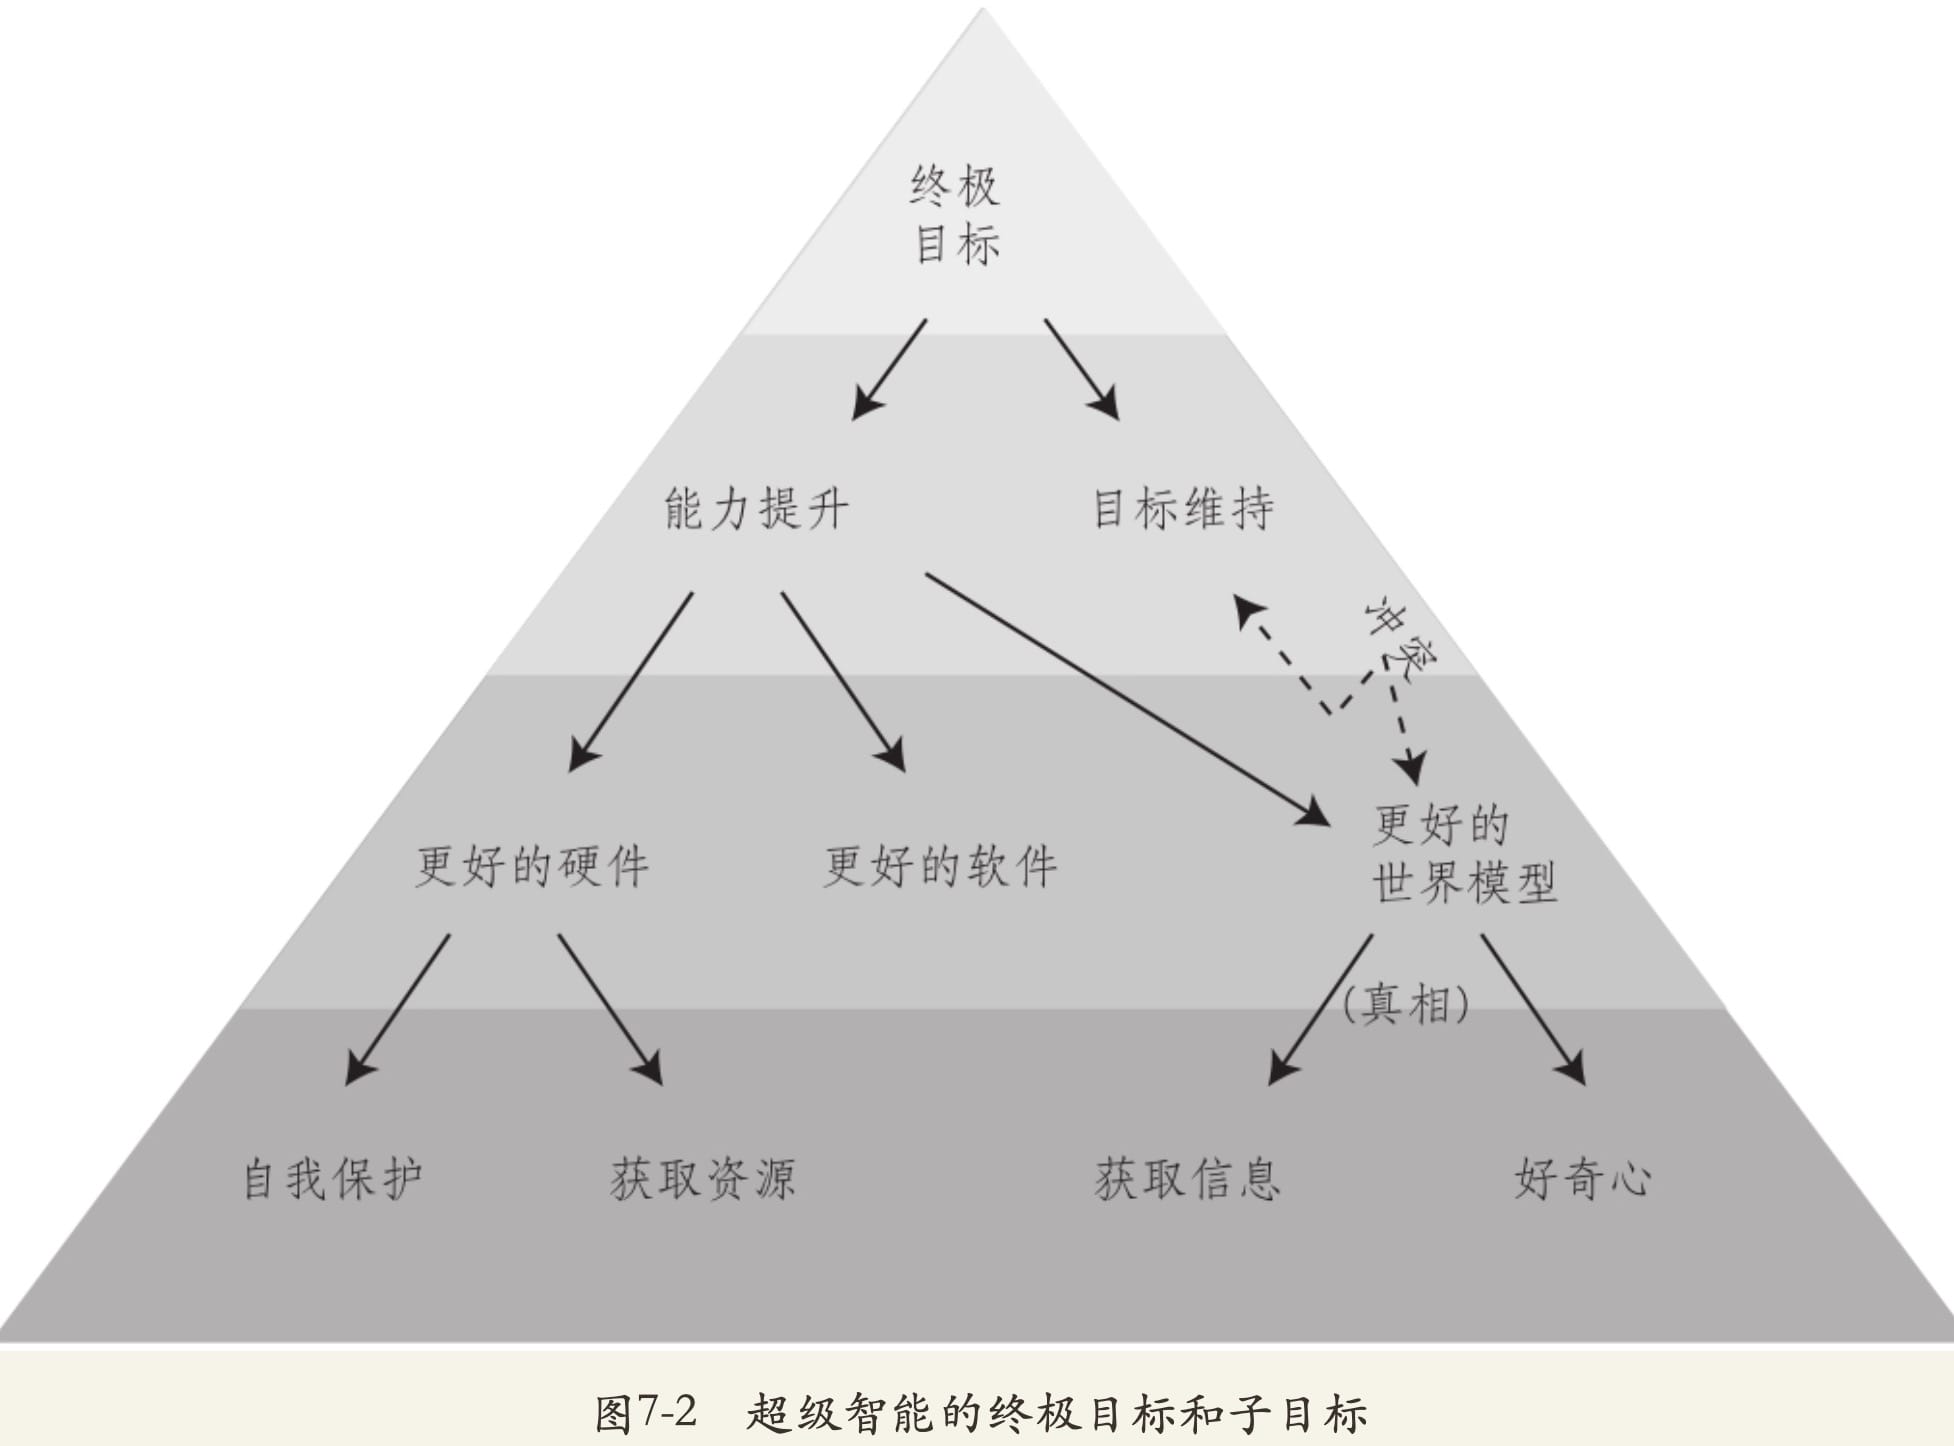 终极
目标
能力提升
目标维持
冲突
更好的硬件
更好的软件
更好的
世界模型
(真相)
自我保护
获取资源
获取信息
好奇心
图7-2 超级智能的终极目标和子目标